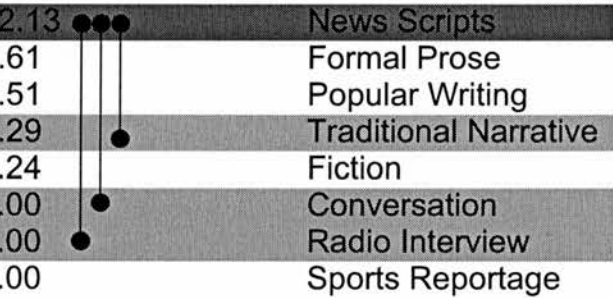 2.13 News Scripts
.61 Formal Prose
.51 Popular Writing
.29 Traditional Narrative
.24 Fiction
.00 Conversation
.00 Radio Interview
.00 Sports Reportage